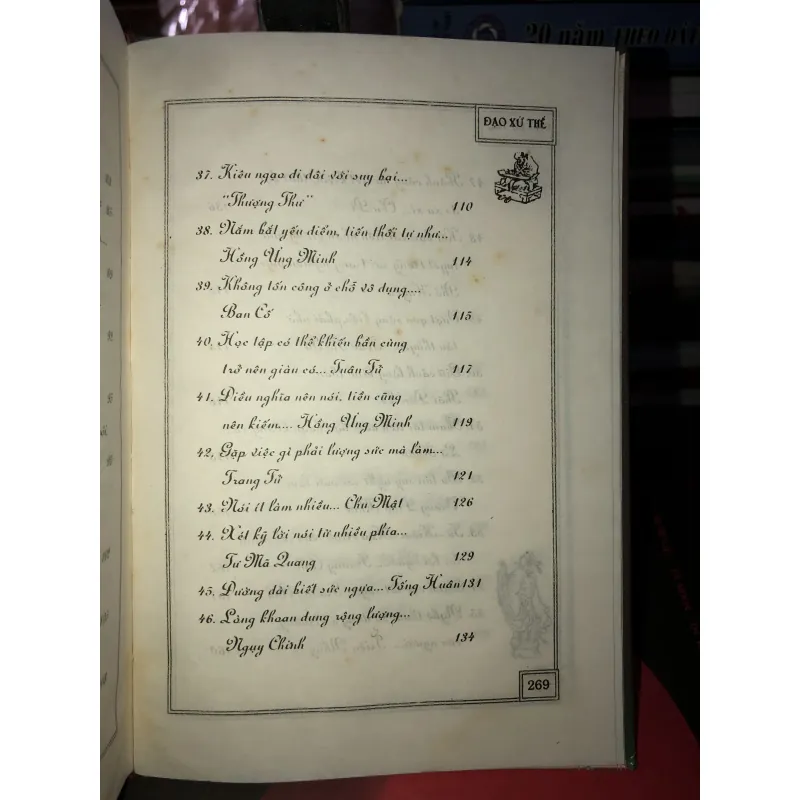 20 năm THEO
ĐẠO XỬ THẾ
37. Kiêu ngạo đi đôi với suy bại...
"Thượng Thư" 110
38. Nắm bắt yếu điểm, tiến thối tự như...
Hồng Ứng Minh 114
39. Không tốn công ở chỗ vô dụng....
Ban Cố 115
40. Học tập có thể khiến bần cùng
trở nên giàu có... Tuân Tử 117
41. Điều nghĩa nên nói, tiền cũng
nên kiếm.... Hồng Ứng Minh 119
42. Gặp việc gì phải lượng sức mà làm...
Trang Tử 121
43. Nói ít làm nhiều... Chu Mật 126
44. Xét kỹ lời nói từ nhiều phía...
Tư Mã Quang 129
45. Đường dài biết sức ngựa... Tống Huân 131
46. Lòng khoan dung rộng lượng...
Ngụy Chinh 134
269